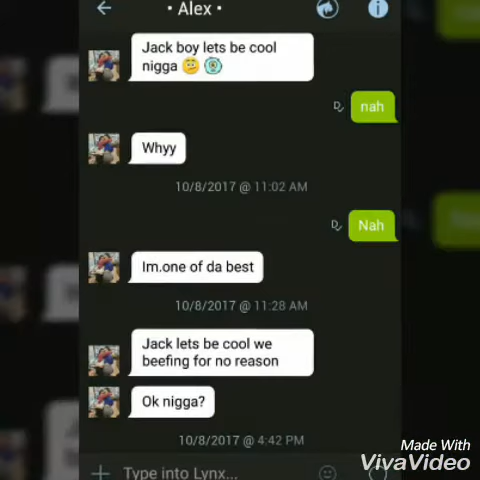 • Alex •
Jack boy lets be cool
nigga
nah
Whyy
10/8/2017 @ 11:02 AM
Nah
Im.one of da best
10/8/2017 @ 11:28 AM
Jack lets be cool we
beefing for no reason
Ok nigga?
10/8/2017 @ 4:42 PM
Type into Lynx...
Made With
VivaVideo